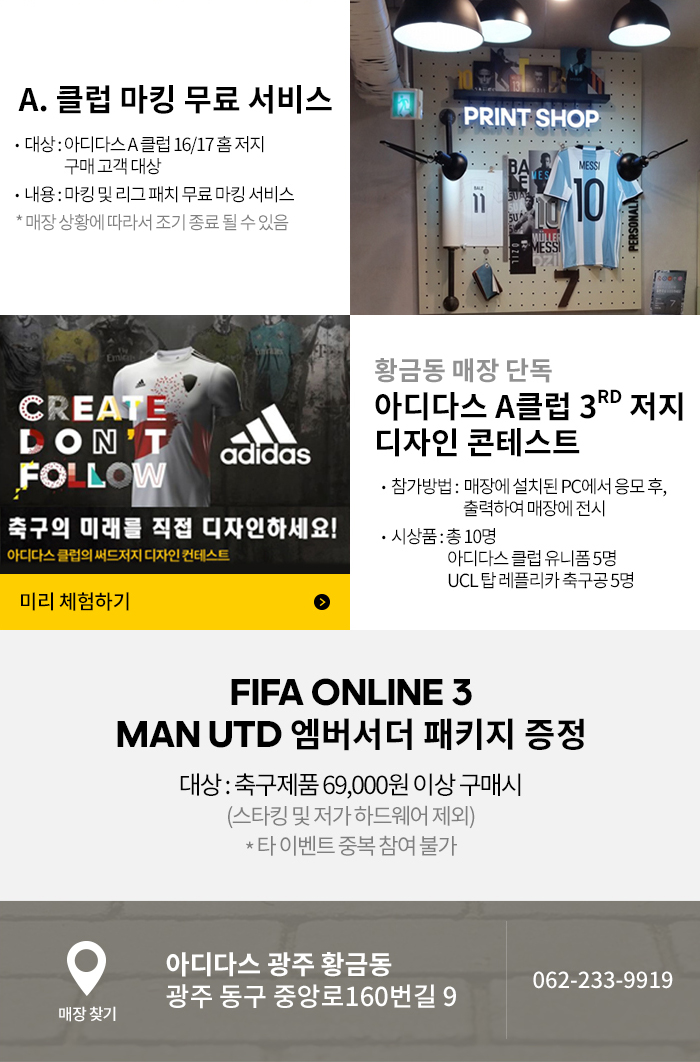 A. 클럽 마킹 무료 서비스
· 대상 : 아디다스 A 클럽 16/17 홈 저지
구매 고객 대상
· 내용 : 마킹 및 리그 패치 무료 마킹 서비스
* 매장 상황에 따라서 조기 종료 될 수 있음
PRINT SHOP
BALE
11
MESSI
10
MÜLLER
MESSI
ÖZIL
7
CREATE
DON'T
FOLLOW
adidas
축구의 미래를 직접 디자인하세요!
아디다스 클럽의 써드저지 디자인 컨테스트
미리 체험하기
황금동 매장 단독
아디다스 A클럽 3RD 저지
디자인 콘테스트
· 참가방법 : 매장에 설치된 PC에서 응모 후,
출력하여 매장에 전시
· 시상품 : 총 10명
아디다스 클럽 유니폼 5명
UCL 탑 레플리카 축구공 5명
FIFA ONLINE 3
MAN UTD 엠버서더 패키지 증정
대상 : 축구제품 69,000원 이상 구매시
(스타킹 및 저가 하드웨어 제외)
* 타 이벤트 중복 참여 불가
매장 찾기
아디다스 광주 황금동
광주 동구 중앙로160번길 9
062-233-9919